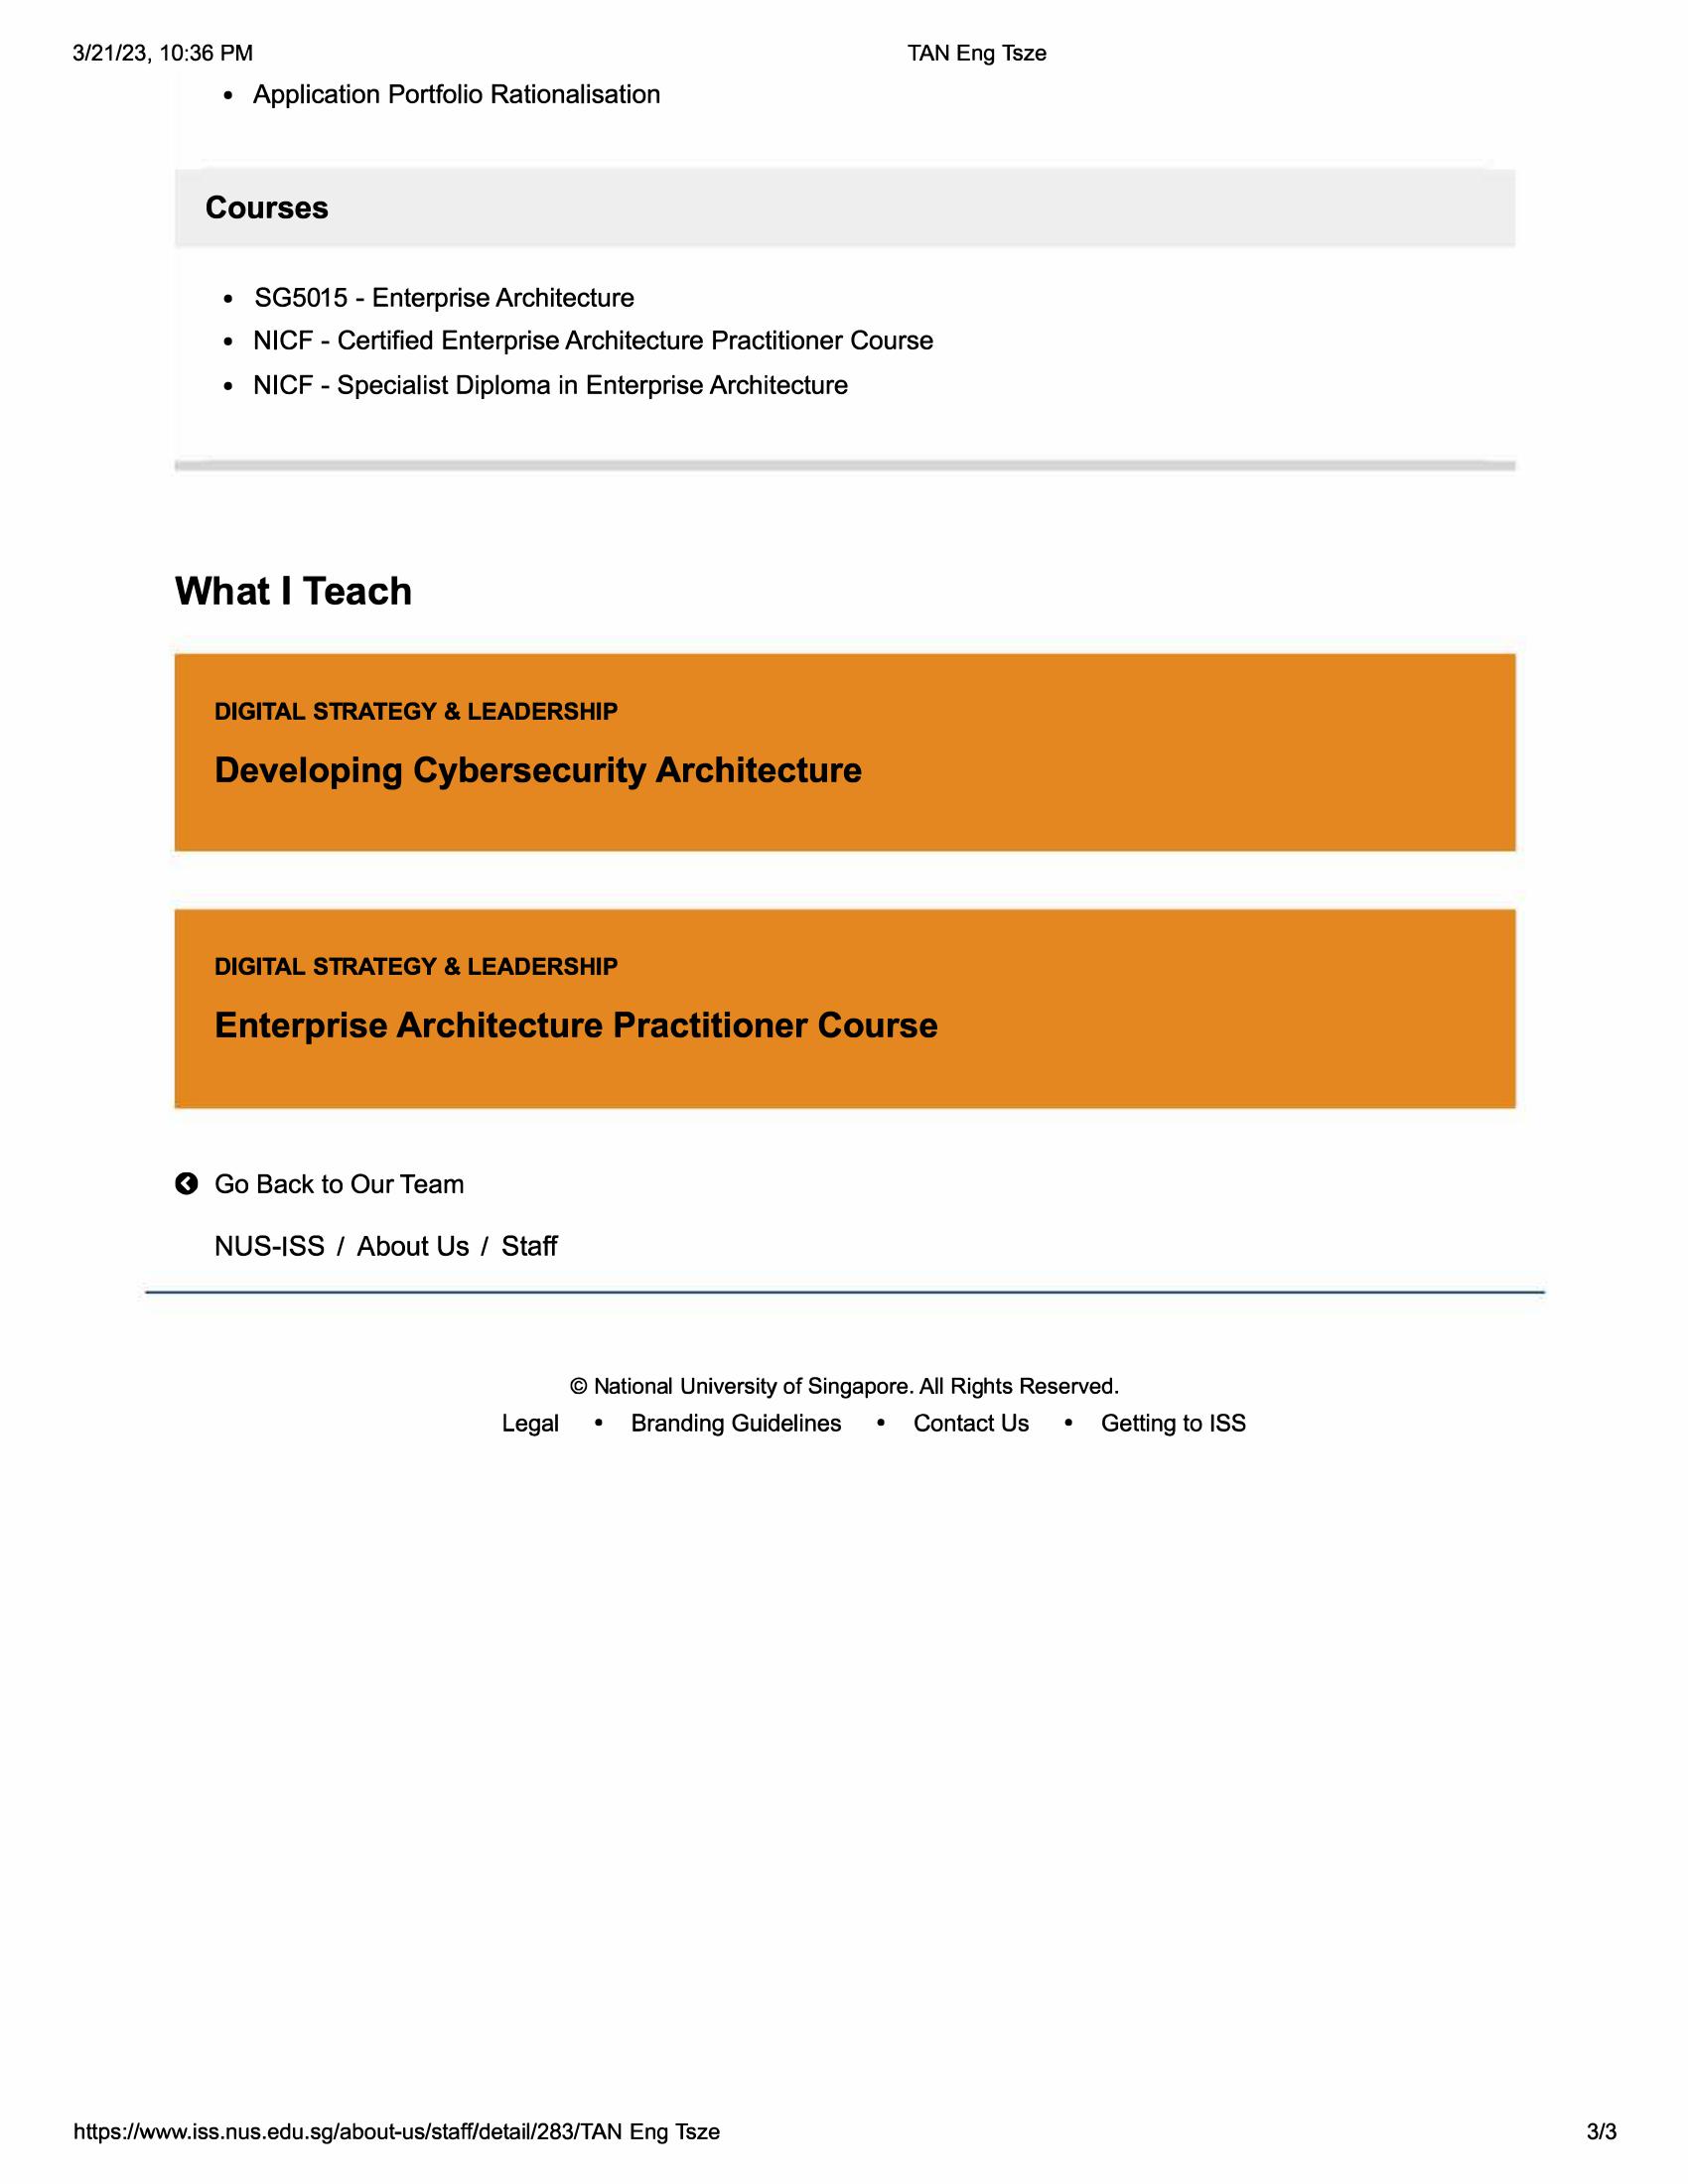 3/21/23, 10:36 PM TAN Eng Tsze
• Application Portfolio Rationalisation
Courses
• SG5015 - Enterprise Architecture
• NICF - Certified Enterprise Architecture Practitioner Course
• NICF - Specialist Diploma in Enterprise Architecture
What I Teach
DIGITAL STRATEGY & LEADERSHIP
Developing Cybersecurity Architecture
DIGITAL STRATEGY & LEADERSHIP
Enterprise Architecture Practitioner Course
Go Back to Our Team
NUS-ISS / About Us / Staff
© National University of Singapore. All Rights Reserved.
Legal • Branding Guidelines • Contact Us • Getting to ISS
https://www.iss.nus.edu.sg/about-us/staff/detail/283/TAN Eng Tsze 3/3